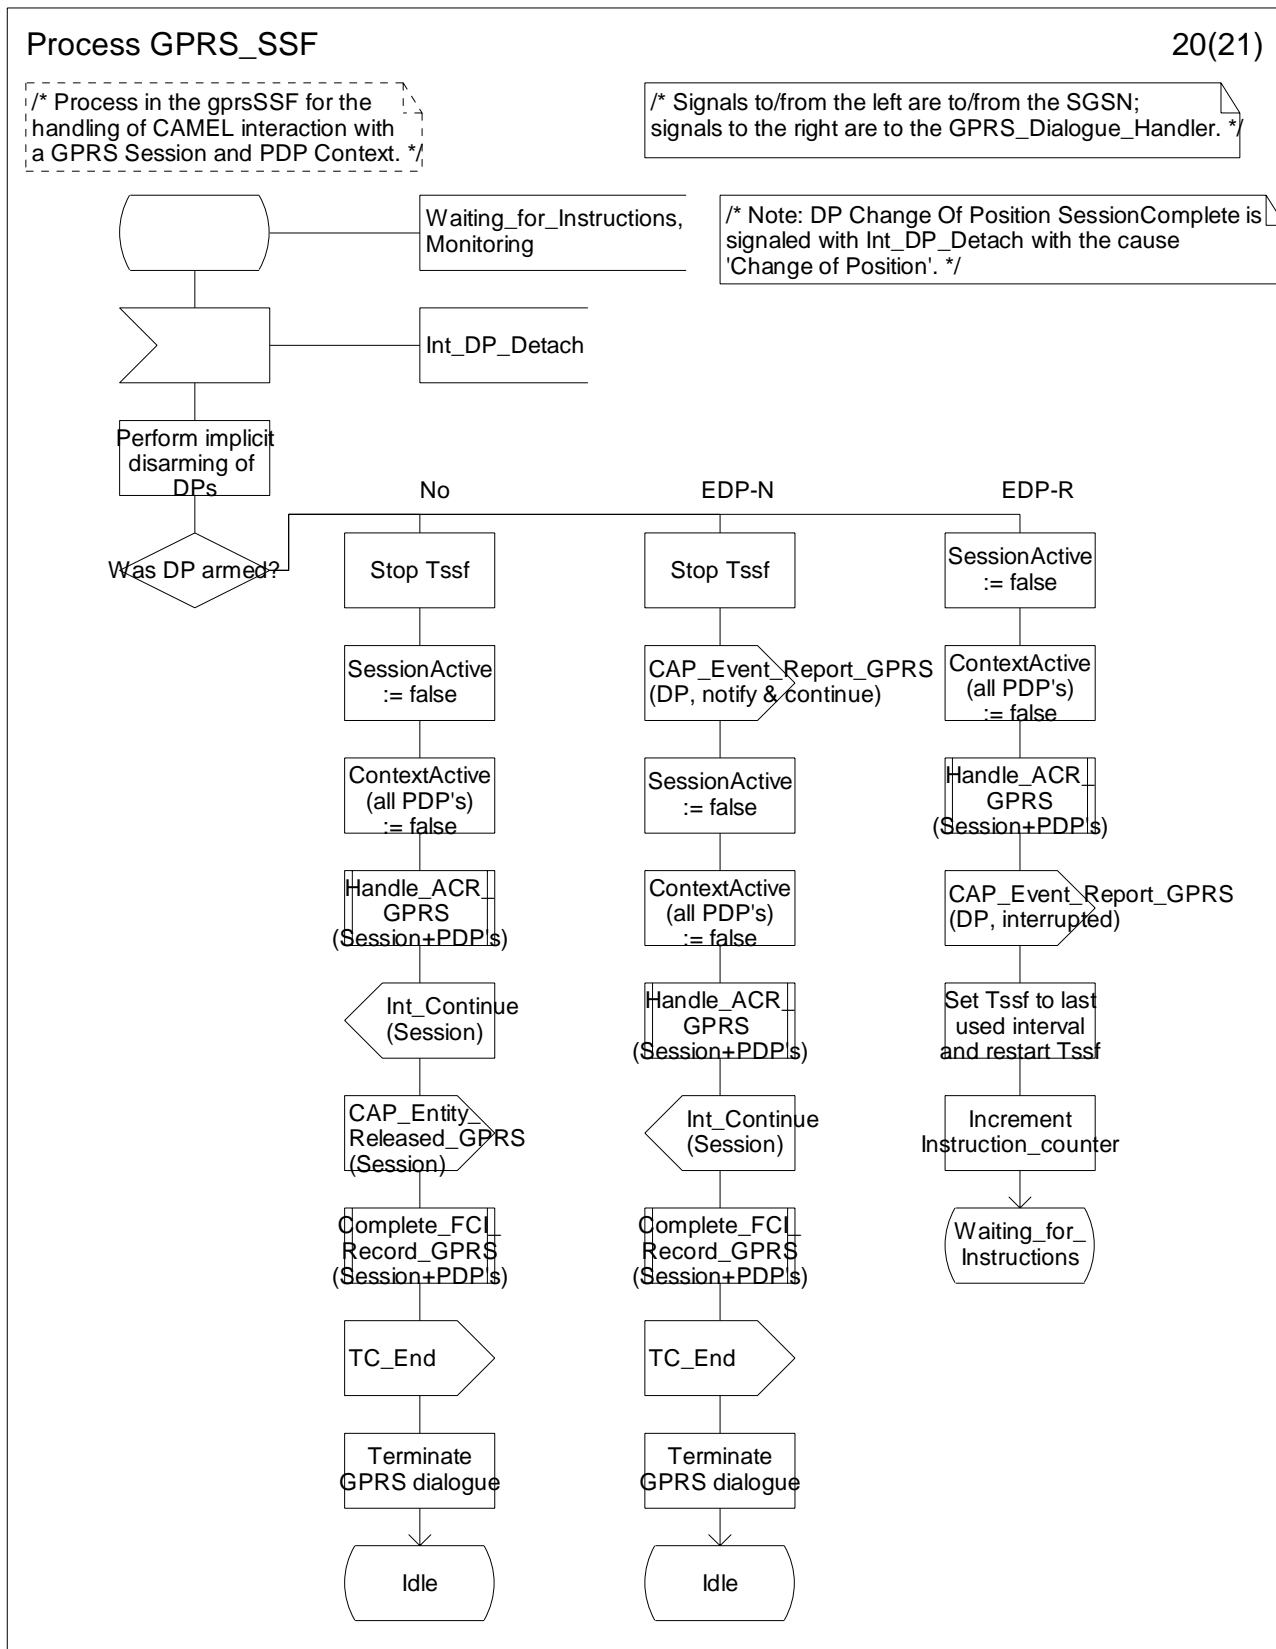 Process GPRS_SSF
20(21)
/* Process in the gprsSSF for the
handling of CAMEL interaction with
a GPRS Session and PDP Context. */
/* Signals to/from the left are to/from the SGSN;
signals to the right are to the GPRS_Dialogue_Handler. */
Waiting_for_Instructions,
Monitoring
/* Note: DP Change Of Position SessionComplete is
signaled with Int_DP_Detach with the cause
'Change of Position'. */
Int_DP_Detach
Perform implicit
disarming of
DPs
Was DP armed?
No
Stop Tssf
SessionActive
:= false
ContextActive
(all PDP's)
:= false
Handle_ACR_
GPRS
(Session+PDP's)
Int_Continue
(Session)
CAP_Entity_
Released_GPRS
(Session)
Complete_FCI_
Record_GPRS
(Session+PDP's)
TC_End
Terminate
GPRS dialogue
Idle
EDP-N
Stop Tssf
CAP_Event_Report_GPRS
(DP, notify & continue)
SessionActive
:= false
ContextActive
(all PDP's)
:= false
Handle_ACR_
GPRS
(Session+PDP's)
Int_Continue
(Session)
Complete_FCI_
Record_GPRS
(Session+PDP's)
TC_End
Terminate
GPRS dialogue
Idle
EDP-R
SessionActive
:= false
ContextActive
(all PDP's)
:= false
Handle_ACR_
GPRS
(Session+PDP's)
CAP_Event_Report_GPRS
(DP, interrupted)
Set Tssf to last
used interval
and restart Tssf
Increment
Instruction_counter
Waiting_for_
Instructions